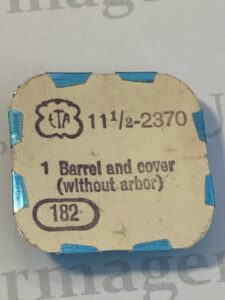 ETA 11 1/2-2370
1 Barrel and cover
(without arbor)
182